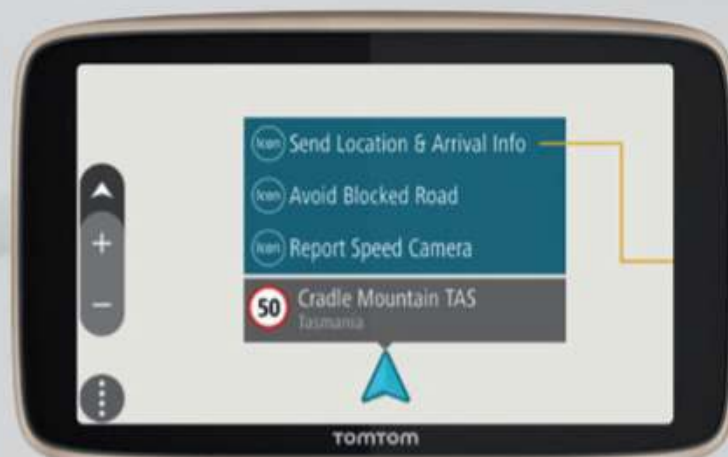 Icon Send Location & Arrival Info
Icon Avoid Blocked Road
Icon Report Speed Camera
50 Cradle Mountain TAS
Tasmania
+
−
TOMTOM